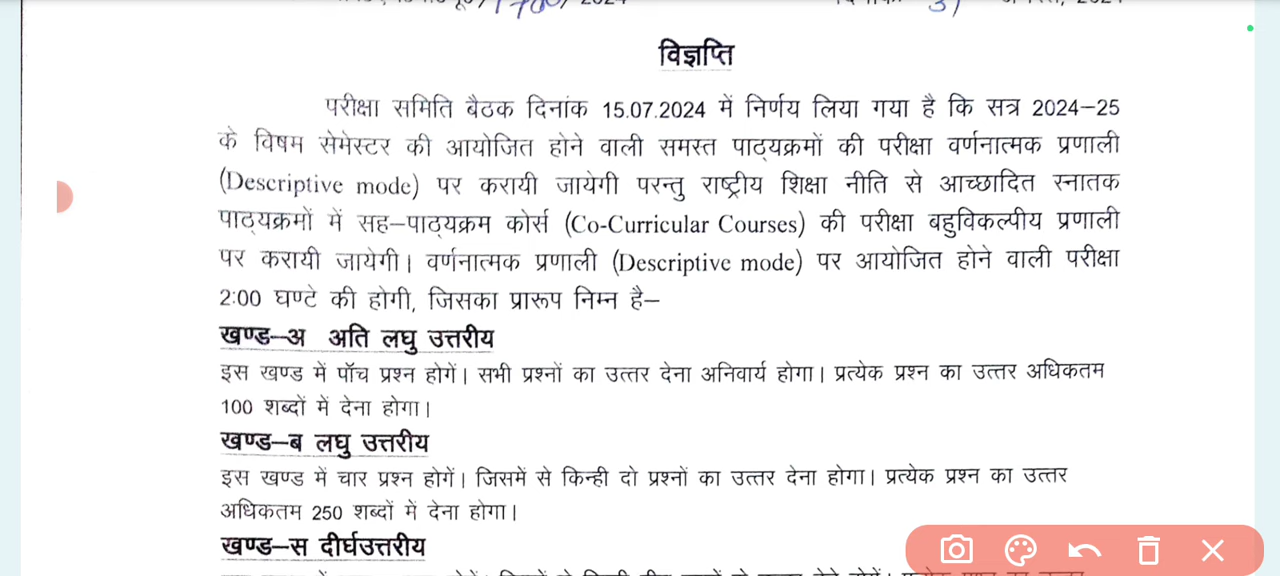 विज्ञप्ति
परीक्षा समिति बैठक दिनांक 15.07.2024 में निर्णय लिया गया है कि सत्र 2024–25
के विषम सेमेस्टर की आयोजित होने वाली समस्त पाठ्यक्रमों की परीक्षा वर्णनात्मक प्रणाली
(Descriptive mode) पर करायी जायेगी परन्तु राष्ट्रीय शिक्षा नीति से आच्छादित स्नातक
पाठ्यक्रमों में सह–पाठ्यक्रम कोर्स (Co-Curricular Courses) की परीक्षा बहुविकल्पीय प्रणाली
पर करायी जायेगी। वर्णनात्मक प्रणाली (Descriptive mode) पर आयोजित होने वाली परीक्षा
2:00 घण्टे की होगी, जिसका प्रारूप निम्न है–
खण्ड–अ अति लघु उत्तरीय
इस खण्ड में पॉच प्रश्न होगें। सभी प्रश्नों का उत्तर देना अनिवार्य होगा। प्रत्येक प्रश्न का उत्तर अधिकतम
100 शब्दों में देना होगा।
खण्ड–ब लघु उत्तरीय
इस खण्ड में चार प्रश्न होगें। जिसमें से किन्ही दो प्रश्नों का उत्तर देना होगा। प्रत्येक प्रश्न का उत्तर
अधिकतम 250 शब्दों में देना होगा।
खण्ड–स दीर्घउत्तरीय